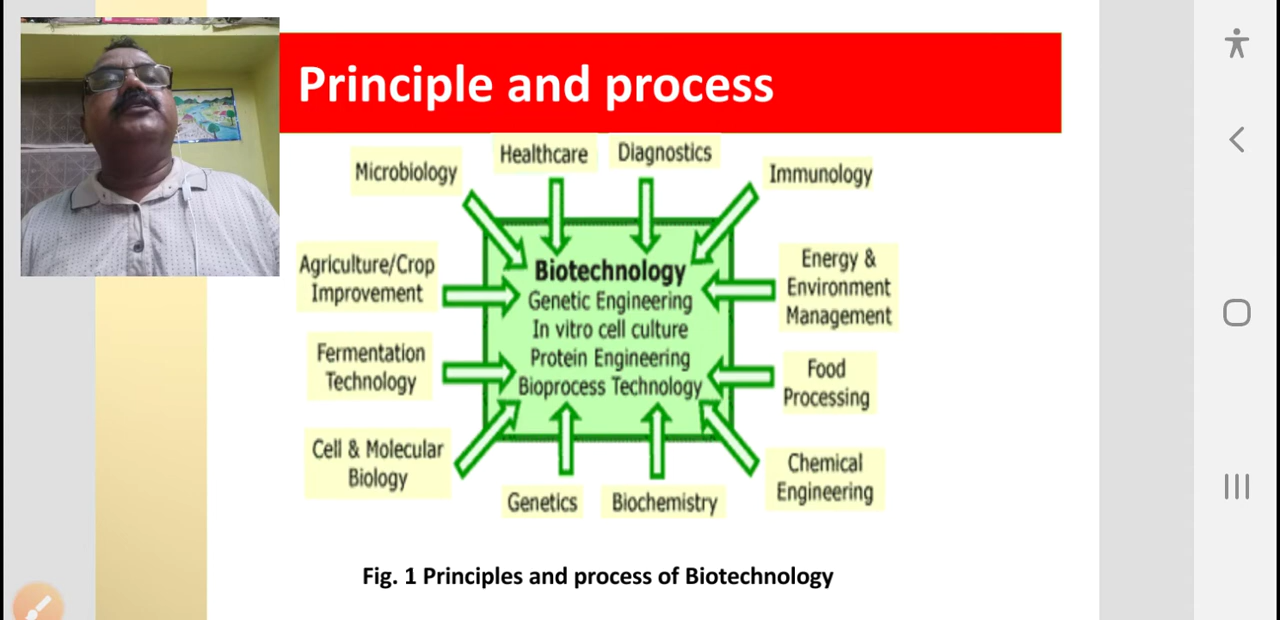 Principle and process
Healthcare
Diagnostics
Microbiology
Immunology
Agriculture/Crop
Improvement
Energy &
Environment
Management
Biotechnology
Genetic Engineering
In vitro cell culture
Protein Engineering
Bioprocess Technology
Fermentation
Technology
Food
Processing
Cell & Molecular
Biology
Chemical
Engineering
Genetics
Biochemistry
Fig. 1 Principles and process of Biotechnology